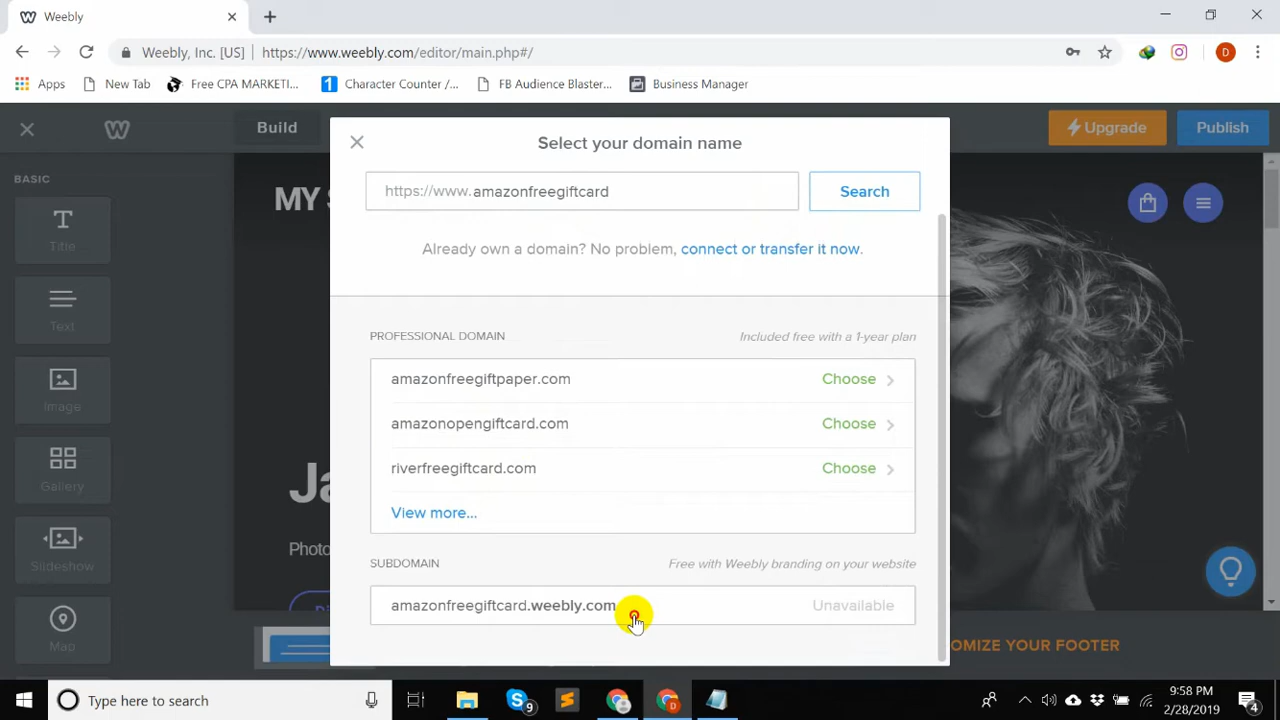 Weebly
Weebly, Inc. [US]
https://www.weebly.com/editor/main.php#/
D
Apps
New Tab
Free CPA MARKETI...
Character Counter /...
FB Audience Blaster...
Business Manager
Build
Upgrade
Publish
Select your domain name
https://www. amazonfreegiftcard
Search
Already own a domain? No problem, connect or transfer it now.
BASIC
Title
Text
Image
Gallery
Slideshow
Map
MY S
Ja
Photo
PROFESSIONAL DOMAIN
Included free with a 1-year plan
amazonfreegiftpaper.com
Choose
amazonopengiftcard.com
Choose
riverfreegiftcard.com
Choose
View more...
SUBDOMAIN
Free with Weebly branding on your website
amazonfreegiftcard.weebly.com
Unavailable
OMIZE YOUR FOOTER
Type here to search
9
D
9:58 PM
2/28/2019
4